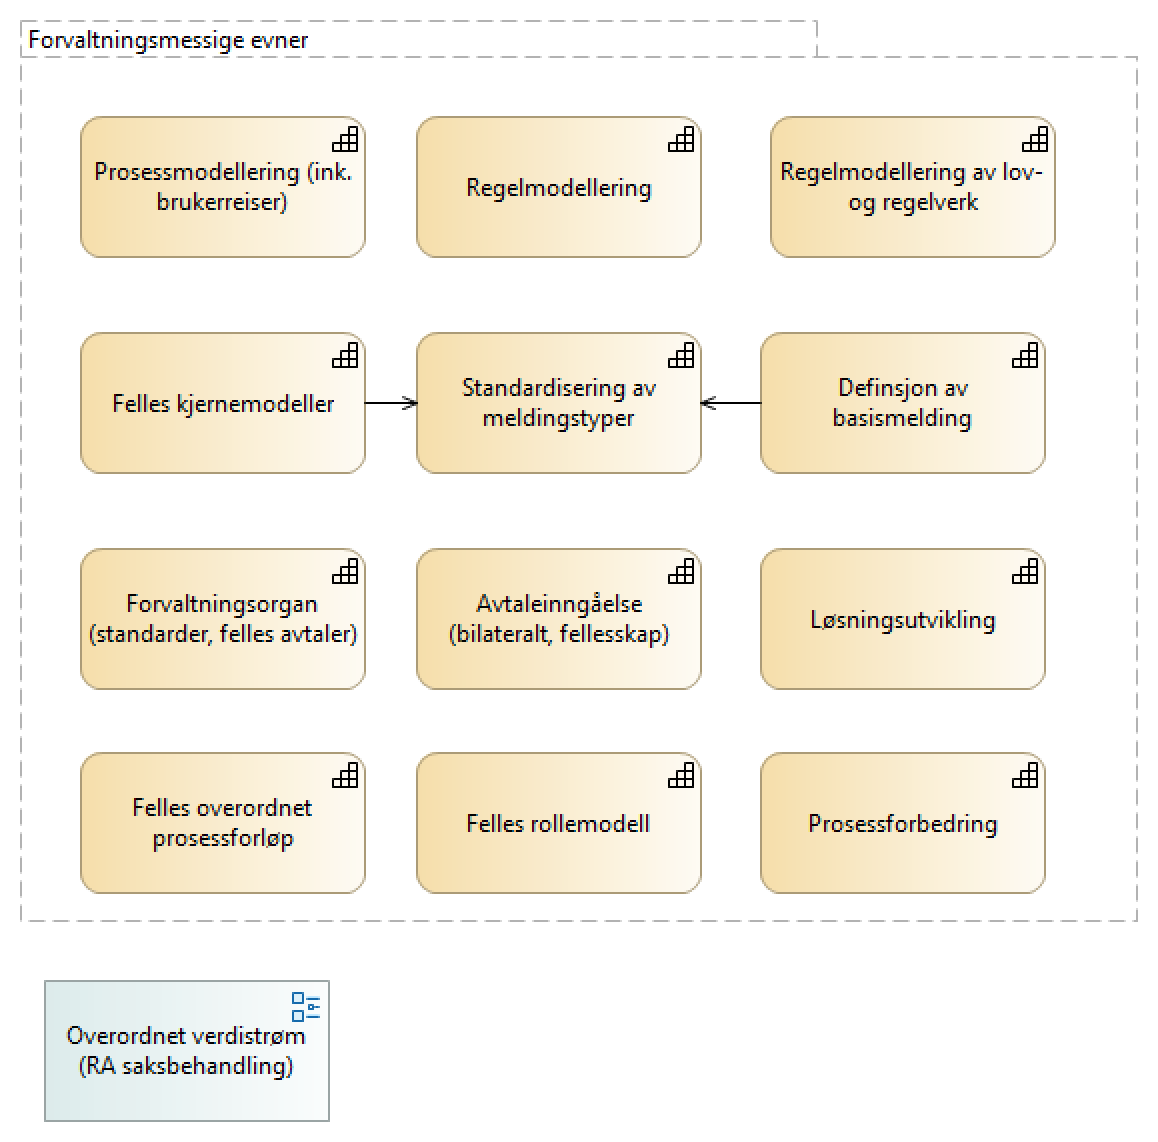 Forvaltningsmessige evner
Prosessmodellering (ink.
brukerreiser)
Regelmodellering
Regelmodellering av lov-
og regelverk
Felles kjernemodeller
Standardisering av
meldingstyper
Definsjon av
basismelding
Forvaltningsorgan
(standarder, felles avtaler)
Avtaleinngåelse
(bilateralt, fellesskap)
Løsningsutvikling
Felles overordnet
prosessforløp
Felles rollemodell
Prosessforbedring
Overordnet verdistrøm
(RA saksbehandling)